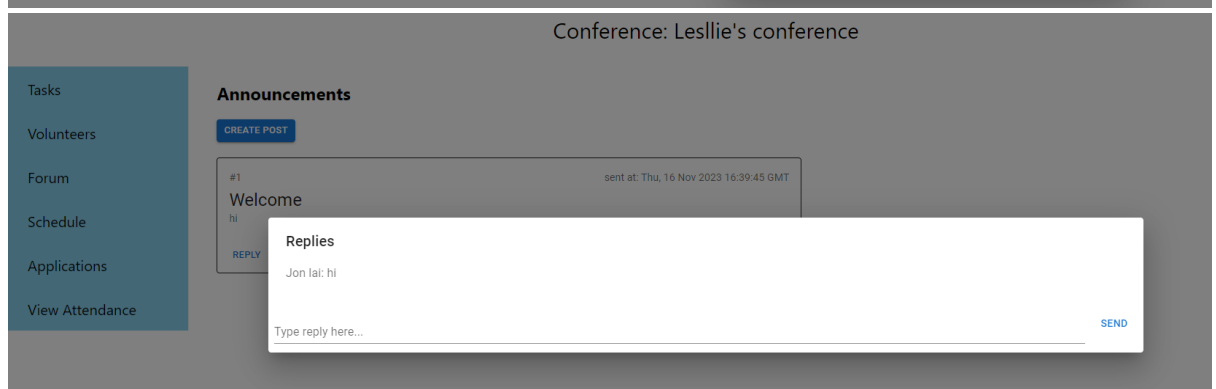 Conference: Lesllie's conference
Tasks
Volunteers
Forum
Schedule
Applications
View Attendance
Announcements
CREATE POST
#1 sent at: Thu, 16 Nov 2023 16:39:45 GMT
Welcome
hi
REPLY
Replies
Jon lai: hi
Type reply here...
SEND